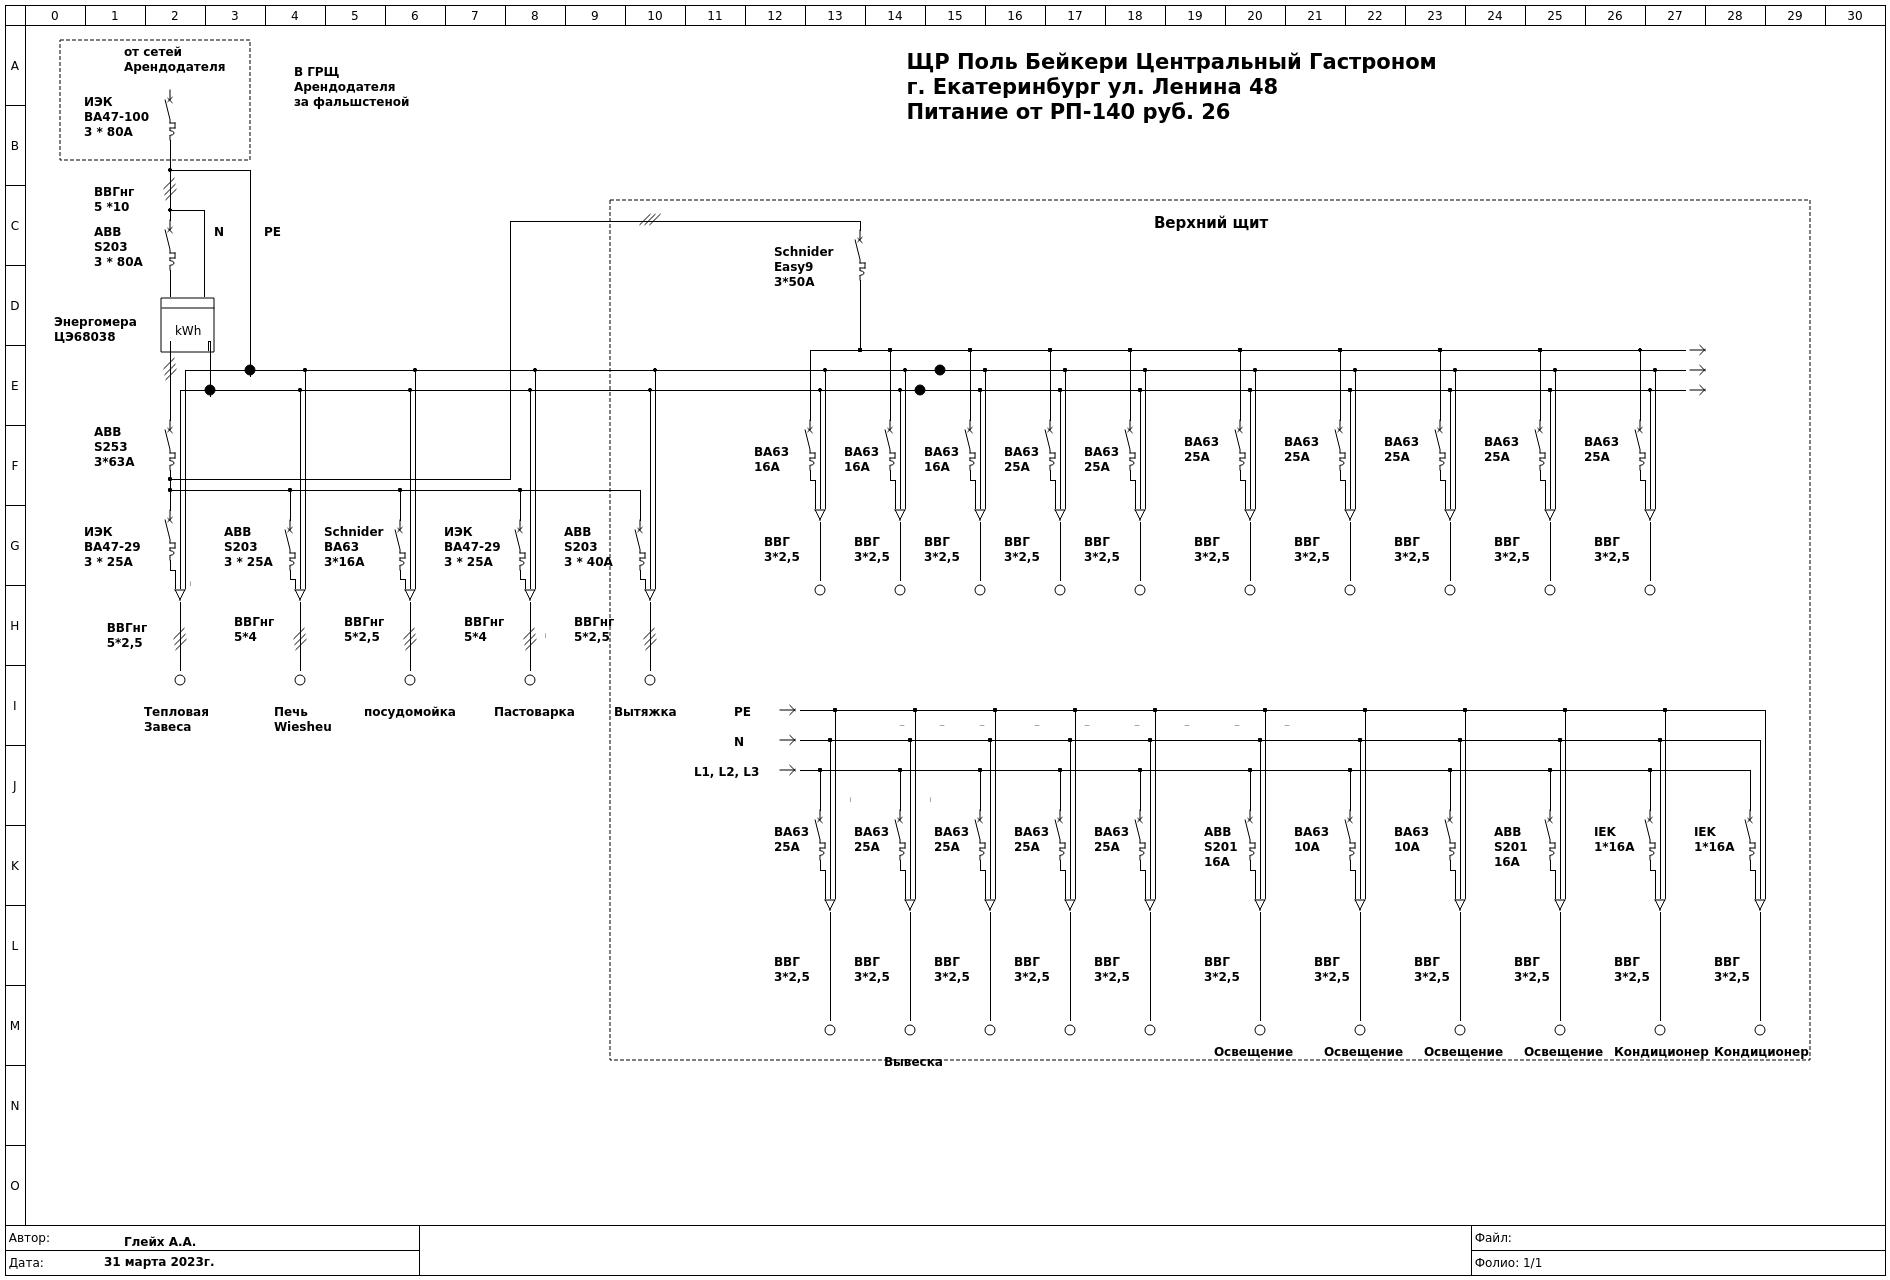 0 1 2 3 4 5 6 7 8 9 10 11 12 13 14 15 16 17 18 19 20 21 22 23 24 25 26 27 28 29 30
A
B
C
D
E
F
G
H
I
J
K
L
M
N
O
от сетей
Арендодателя
ИЭК
ВА47-100
3 * 80А
В ГРЩ
Арендодателя
за фальшстеной
ЩР Поль Бейкери Центральный Гастроном
г. Екатеринбург ул. Ленина 48
Питание от РП-140 руб. 26
ВВГнг
5 *10
ABB
S203
3 * 80А
N
PE
Энергомера
ЦЭ68038
kWh
Верхний щит
Schnider
Easy9
3*50А
ABB
S253
3*63А
ИЭК
ВА47-29
3 * 25А
ABB
S203
3 * 25А
Schnider
ВА63
3*16А
ИЭК
ВА47-29
3 * 25А
ABB
S203
3 * 40А
ВВГнг
5*2,5
ВВГнг
5*4
ВВГнг
5*2,5
ВВГнг
5*4
ВВГнг
5*2,5
Тепловая
Завеса
Печь
Wiesheu
посудомойка
Пастоварка
Вытяжка
ВА63
16А
ВА63
16А
ВА63
16А
ВА63
25А
ВА63
25А
ВА63
25А
ВА63
25А
ВА63
25А
ВА63
25А
ВА63
25А
ВВГ
3*2,5
ВВГ
3*2,5
ВВГ
3*2,5
ВВГ
3*2,5
ВВГ
3*2,5
ВВГ
3*2,5
ВВГ
3*2,5
ВВГ
3*2,5
ВВГ
3*2,5
ВВГ
3*2,5
PE
N
L1, L2, L3
ВА63
25А
ВА63
25А
ВА63
25А
ВА63
25А
ВА63
25А
ABB
S201
16А
ВА63
10А
ВА63
10А
ABB
S201
16А
IEK
1*16А
IEK
1*16А
ВВГ
3*2,5
ВВГ
3*2,5
ВВГ
3*2,5
ВВГ
3*2,5
ВВГ
3*2,5
ВВГ
3*2,5
ВВГ
3*2,5
ВВГ
3*2,5
ВВГ
3*2,5
ВВГ
3*2,5
ВВГ
3*2,5
Вывеска
Освещение
Освещение
Освещение
Освещение
Кондиционер
Кондиционер
Автор: Глейх А.А.
Дата: 31 марта 2023г.
Файл:
Фолио: 1/1